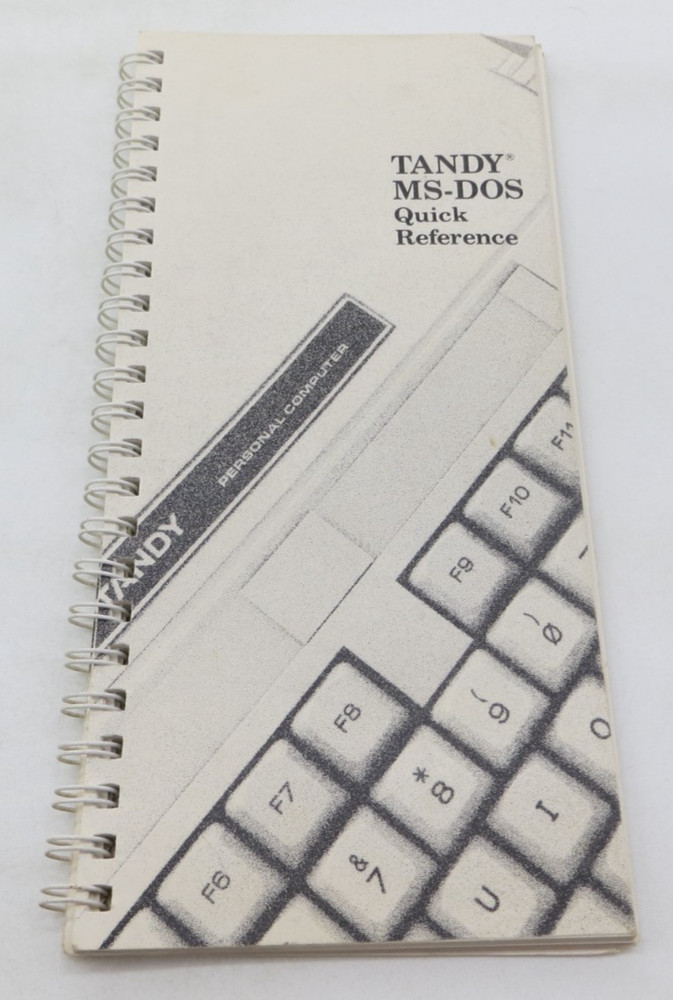 TANDY®
MS-DOS
Quick
Reference
TANDY PERSONAL COMPUTER
F11
F10
F9
-
) 0
F8
( 9
O
F7
* 8
I
F6
& 7
U